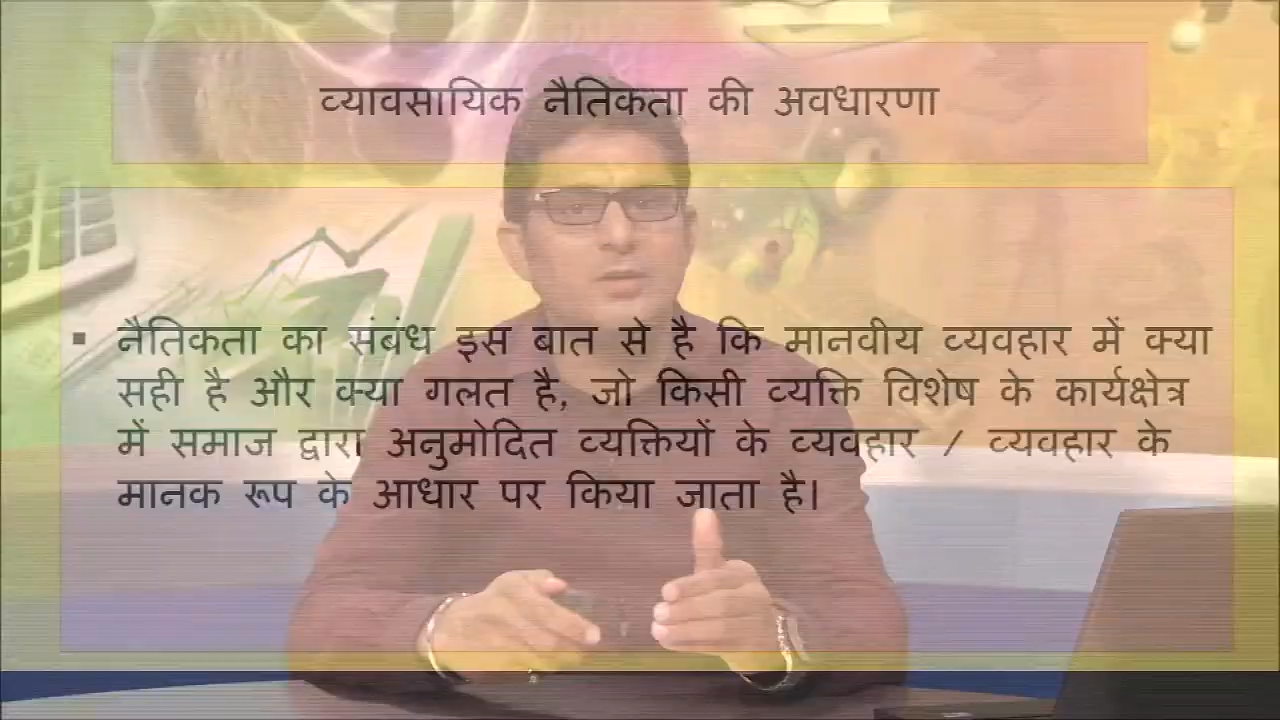 व्यावसायिक नैतिकता की अवधारणा
▪ नैतिकता का संबंध इस बात से है कि मानवीय व्यवहार में क्या
सही है और क्या गलत है, जो किसी व्यक्ति विशेष के कार्यक्षेत्र
में समाज द्वारा अनुमोदित व्यक्तियों के व्यवहार / व्यवहार के
मानक रूप के आधार पर किया जाता है।